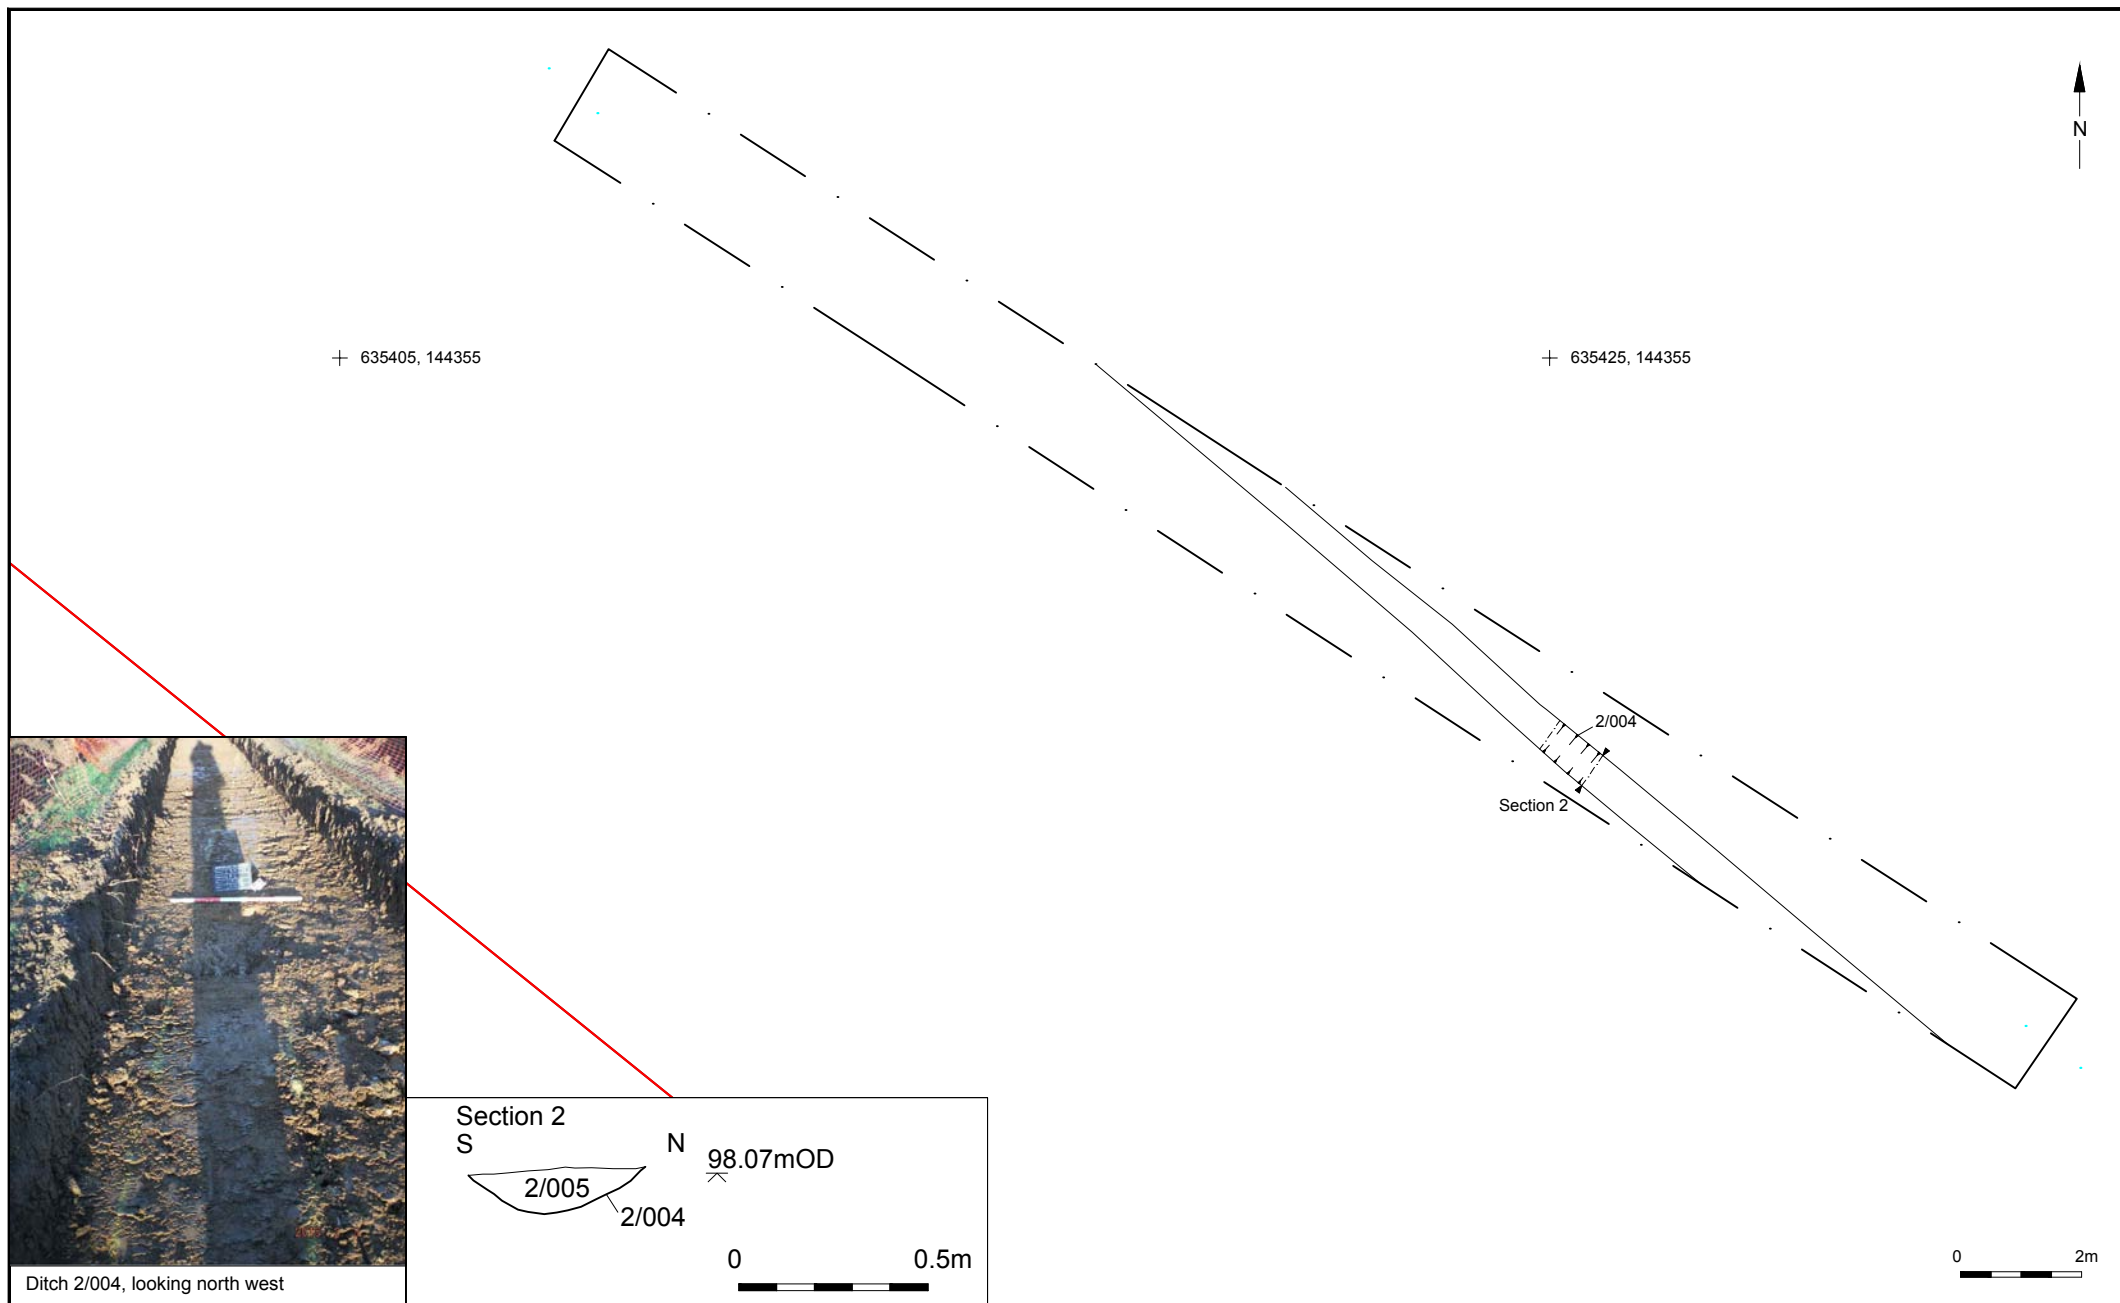 N
635405, 144355
635425, 144355
2/004
Section 2
Section 2
S
N
98.07mOD
2/005
2/004
0
0.5m
0
2m
Ditch 2/004, looking north west